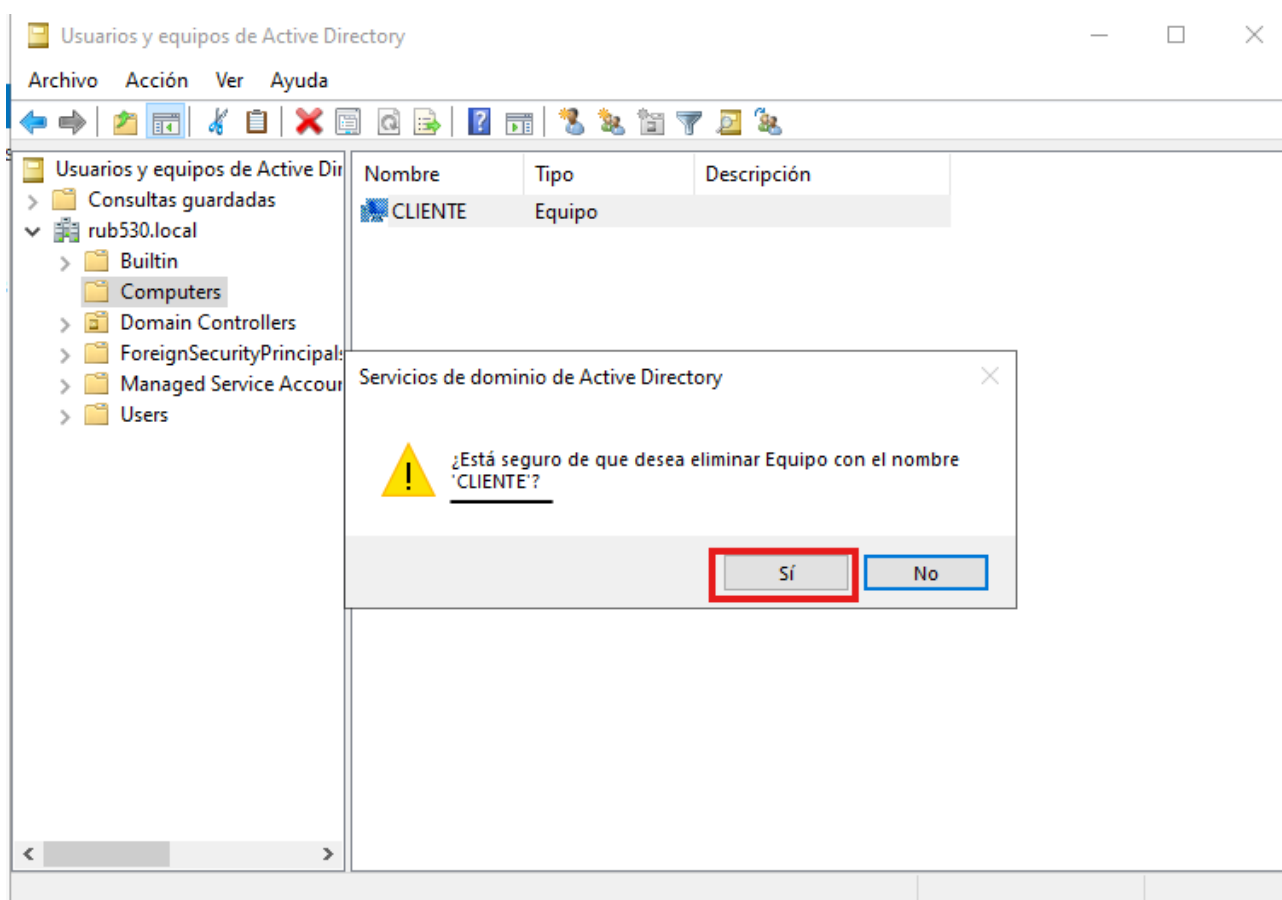 Usuarios y equipos de Active Directory
Archivo Acción Ver Ayuda
Usuarios y equipos de Active Dir
Consultas guardadas
rub530.local
Builtin
Computers
Domain Controllers
ForeignSecurityPrincipals
Managed Service Accour
Users
Nombre Tipo Descripción
CLIENTE Equipo
Servicios de dominio de Active Directory
¿Está seguro de que desea eliminar Equipo con el nombre
'CLIENTE'?
Sí No